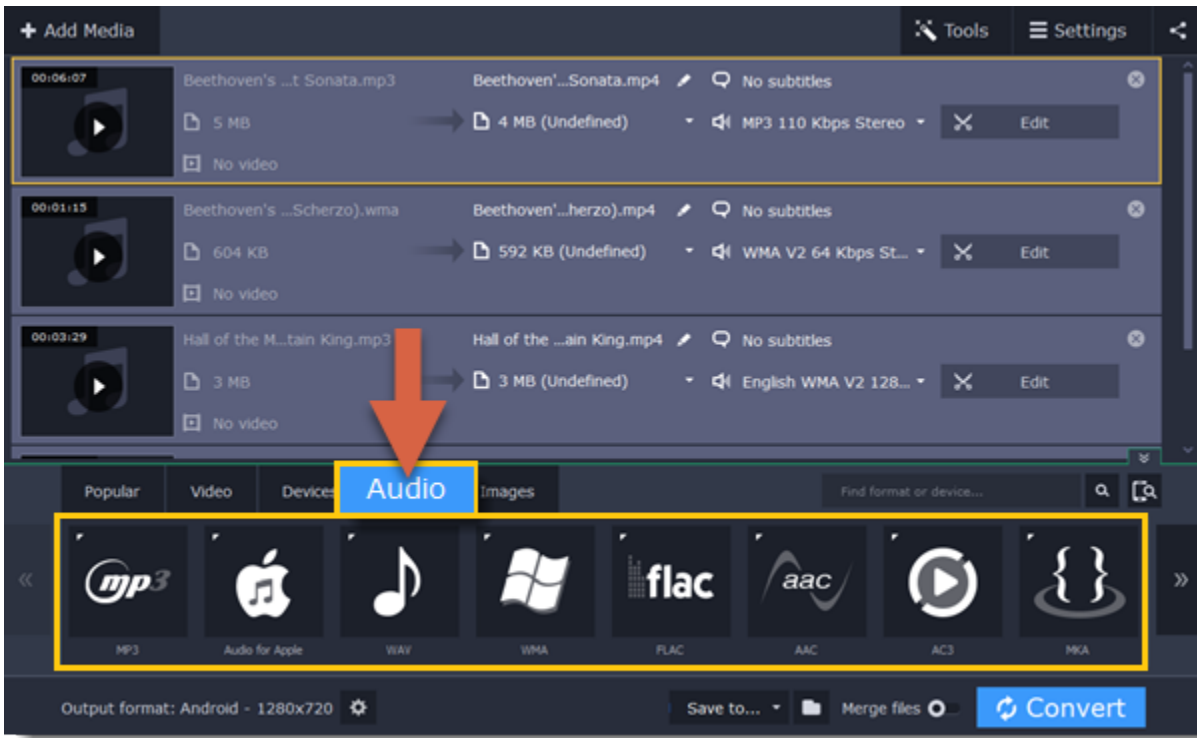 Add Media
Tools
Settings
00:06:07
Beethoven's ...t Sonata.mp3
Beethoven'...Sonata.mp4
No subtitles
5 MB
4 MB (Undefined)
MP3 110 Kbps Stereo
Edit
No video
00:01:15
Beethoven's ...Scherzo).wma
Beethoven'...herzo).mp4
No subtitles
604 KB
592 KB (Undefined)
WMA V2 64 Kbps St...
Edit
No video
00:03:29
Hall of the M...tain King.mp3
Hall of the ...ain King.mp4
No subtitles
3 MB
3 MB (Undefined)
English WMA V2 128...
Edit
No video
Popular
Video
Devices
Audio
Images
Find format or device...
mp3
flac
aac
{ }
MP3
Audio for Apple
WAV
WMA
FLAC
AAC
AC3
MKA
Output format: Android - 1280x720
Save to...
Merge files
Convert